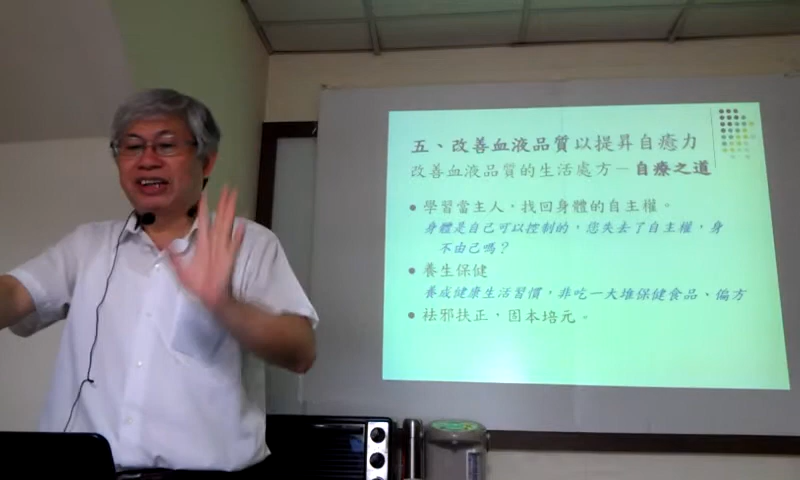 五、改善血液品質以提昇自癒力
改善血液品質的生活處方－自療之道
● 學習當主人，找回身體的自主權。
身體是自己可以控制的，您失去了自主權，身
不由己嗎？
● 養生保健
養成健康生活習慣，非吃一大堆保健食品、偏方
● 祛邪扶正，固本培元。